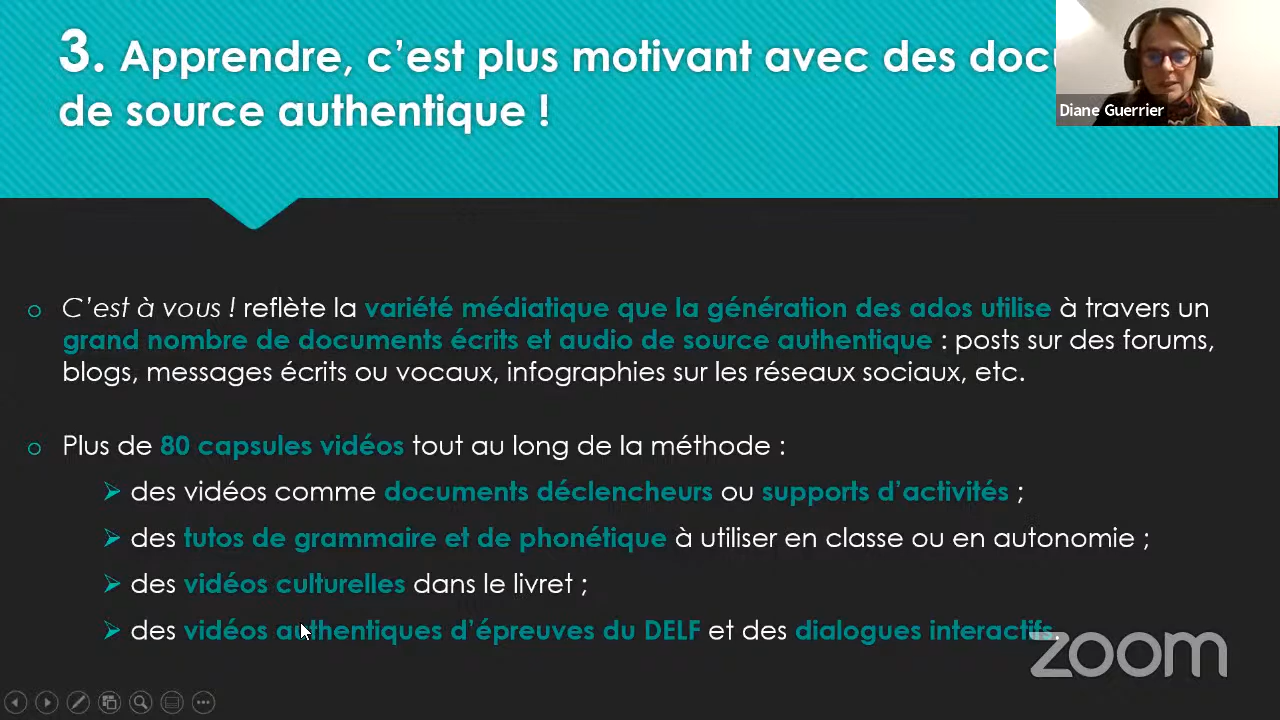 3. Apprendre, c’est plus motivant avec des docu
de source authentique !
Diane Guerrier
C’est à vous ! reflète la variété médiatique que la génération des ados utilise à travers un
grand nombre de documents écrits et audio de source authentique : posts sur des forums,
blogs, messages écrits ou vocaux, infographies sur les réseaux sociaux, etc.
Plus de 80 capsules vidéos tout au long de la méthode :
des vidéos comme documents déclencheurs ou supports d’activités ;
des tutos de grammaire et de phonétique à utiliser en classe ou en autonomie ;
des vidéos culturelles dans le livret ;
des vidéos authentiques d’épreuves du DELF et des dialogues interactifs.
zoom